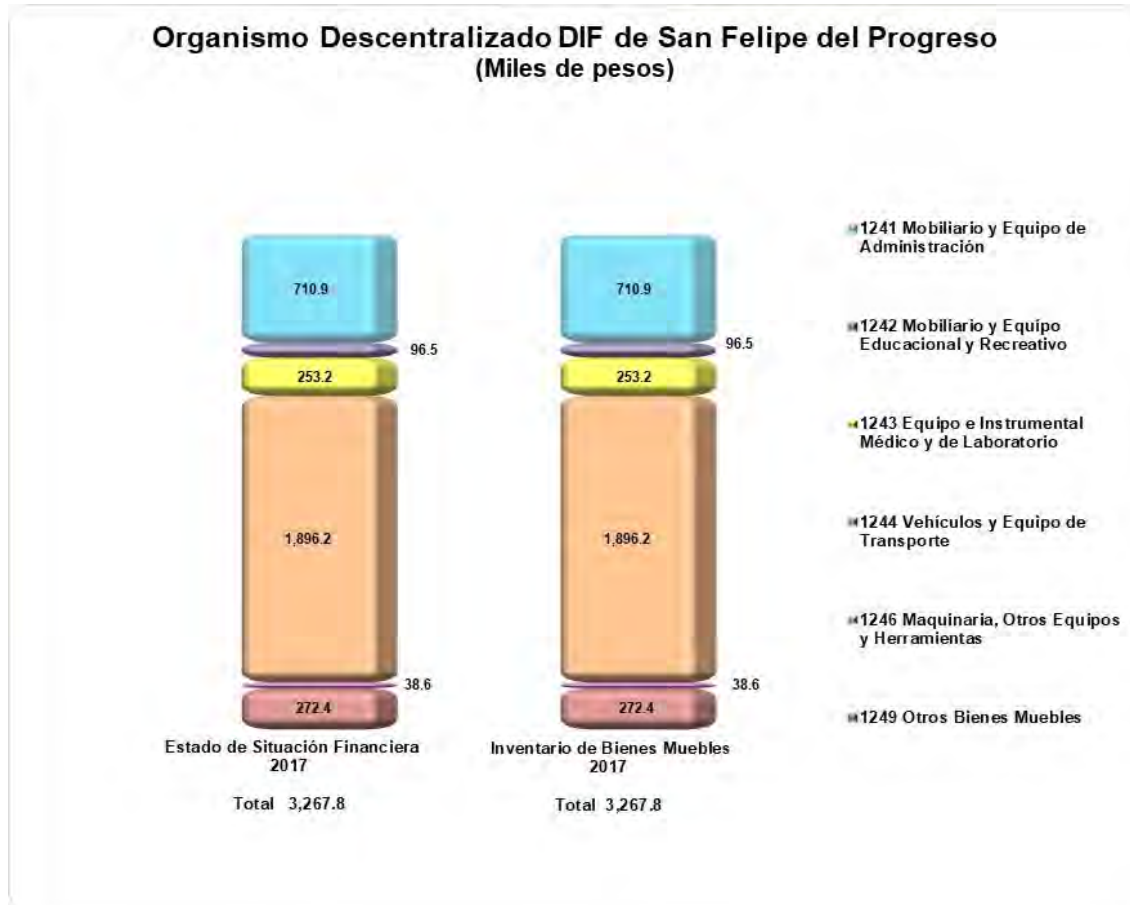 Organismo Descentralizado DIF de San Felipe del Progreso
(Miles de pesos)
710.9
96.5
253.2
1,896.2
38.6
272.4
Estado de Situación Financiera
2017
Total 3,267.8
710.9
96.5
253.2
1,896.2
38.6
272.4
Inventario de Bienes Muebles
2017
Total 3,267.8
1241 Mobiliario y Equipo de
Administración
1242 Mobiliario y Equipo
Educacional y Recreativo
1243 Equipo e Instrumental
Médico y de Laboratorio
1244 Vehículos y Equipo de
Transporte
1246 Maquinaria, Otros Equipos
y Herramientas
1249 Otros Bienes Muebles